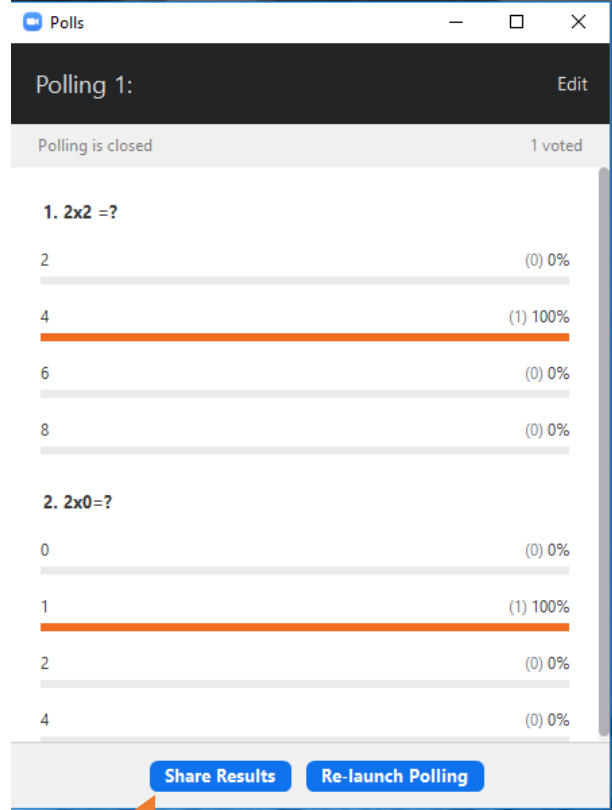 Polls
Polling 1:
Edit
Polling is closed
1 voted
1. 2x2 =?
2 (0) 0%
4 (1) 100%
6 (0) 0%
8 (0) 0%
2. 2x0=?
0 (0) 0%
1 (1) 100%
2 (0) 0%
4 (0) 0%
Share Results
Re-launch Polling